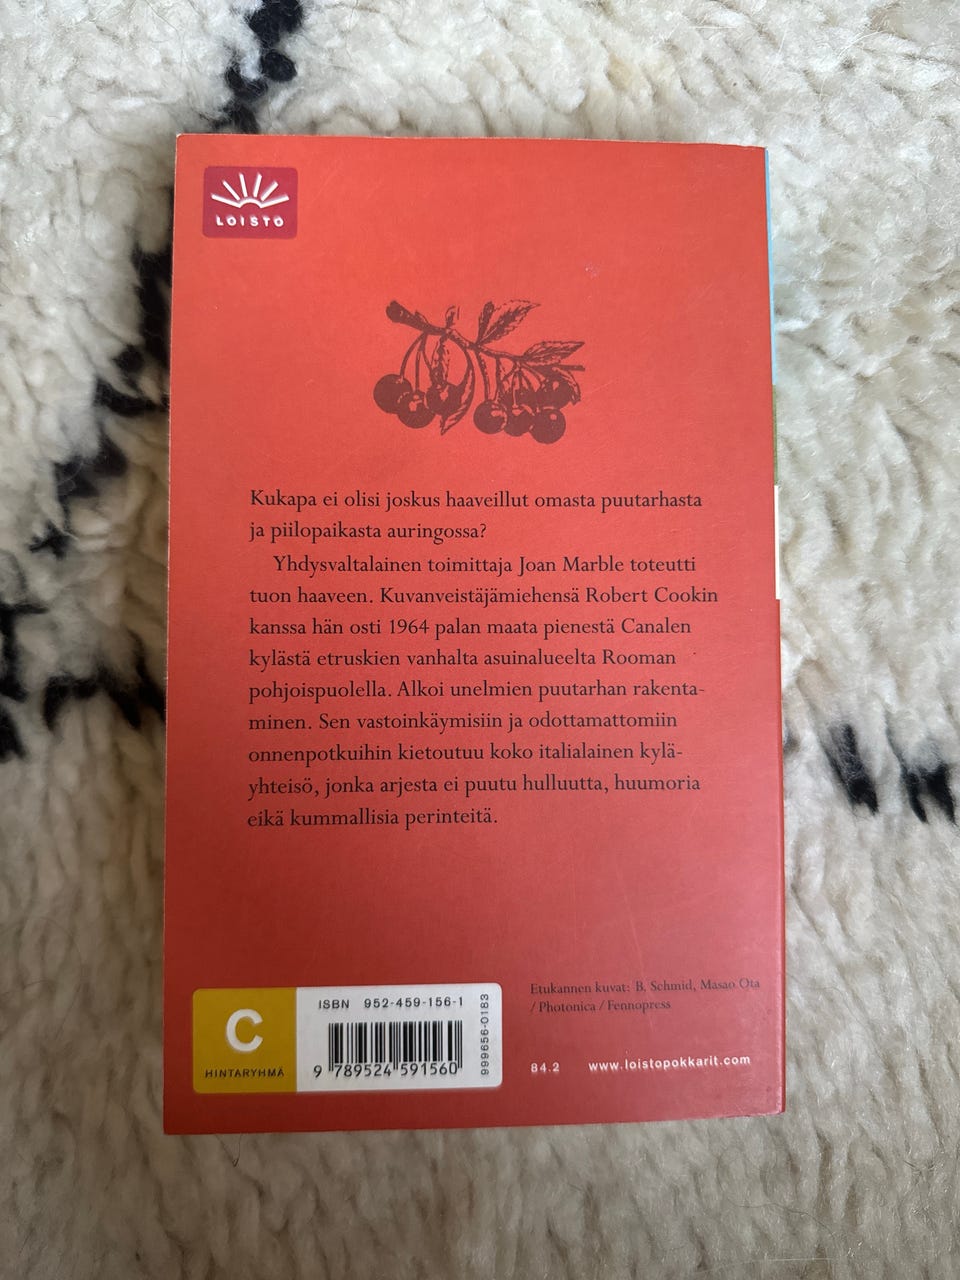 LOISTO
Kukapa ei olisi joskus haaveillut omasta puutarhasta
ja piilopaikasta auringossa?
Yhdysvaltalainen toimittaja Joan Marble toteutti
tuon haaveen. Kuvanveistäjämiehensä Robert Cookin
kanssa hän osti 1964 palan maata pienestä Canalen
kylästä etruskien vanhalta asuinalueelta Rooman
pohjoispuolella. Alkoi unelmien puutarhan rakenta-
minen. Sen vastoinkäymisiin ja odottamattomiin
onnenpotkuihin kietoutuu koko italialainen kylä-
yhteisö, jonka arjesta ei puutu hulluutta, huumoria
eikä kummallisia perinteitä.
Etukannen kuvat: B. Schmid, Masao Ota
/ Photonica / Fennopress
C
HINTARYHMÄ
ISBN 952-459-156-1
9 789524 591560
999656-0183
84.2 www.loistopokkarit.com